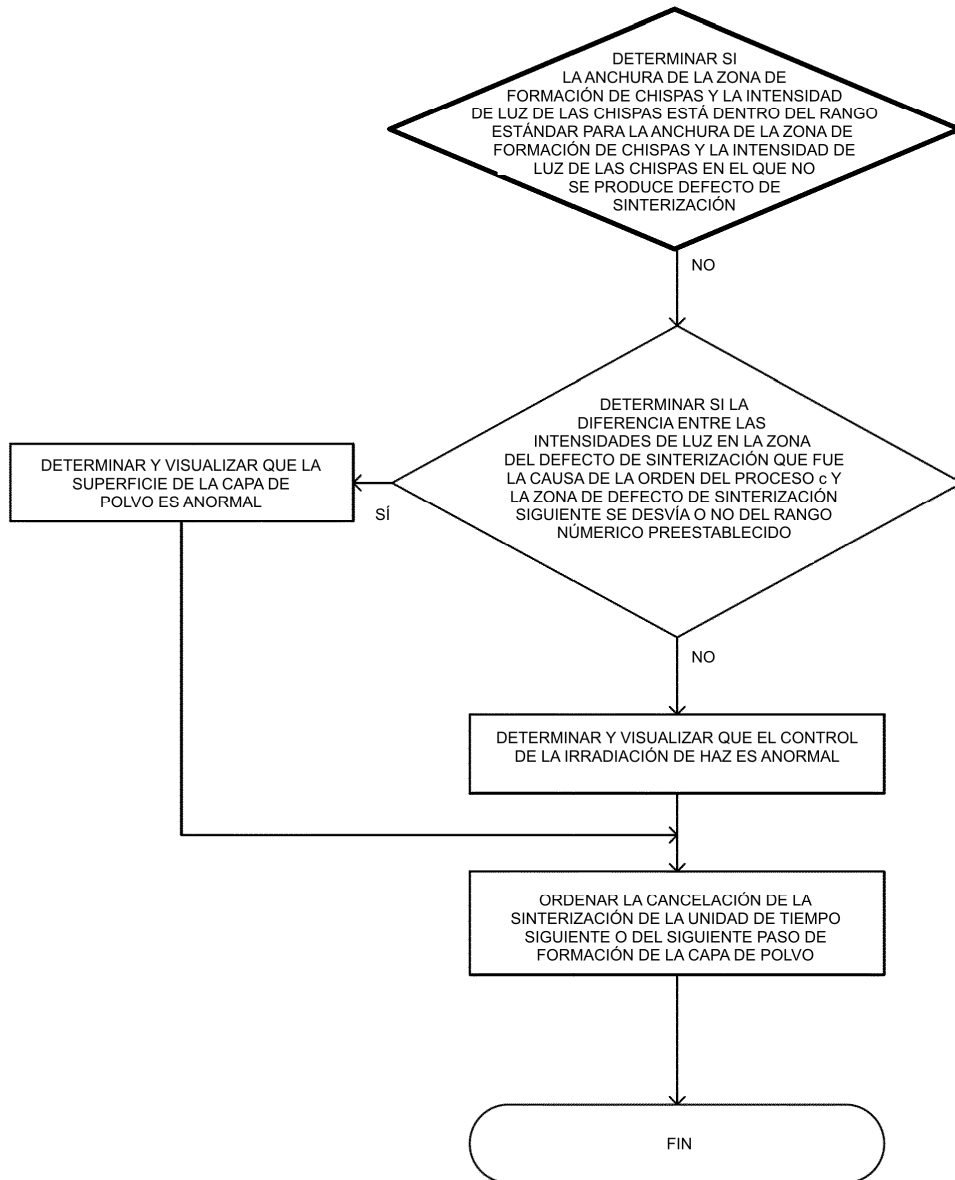 DETERMINAR SI
LA ANCHURA DE LA ZONA DE
FORMACIÓN DE CHISPAS Y LA INTENSIDAD
DE LUZ DE LAS CHISPAS ESTÁ DENTRO DEL RANGO
ESTÁNDAR PARA LA ANCHURA DE LA ZONA DE
FORMACIÓN DE CHISPAS Y LA INTENSIDAD DE
LUZ DE LAS CHISPAS EN EL QUE NO
SE PRODUCE DEFECTO DE
SINTERIZACIÓN
NO
DETERMINAR SI LA
DIFERENCIA ENTRE LAS
INTENSIDADES DE LUZ EN LA ZONA
DEL DEFECTO DE SINTERIZACIÓN QUE FUE
LA CAUSA DE LA ORDEN DEL PROCESO c Y
LA ZONA DE DEFECTO DE SINTERIZACIÓN
SIGUIENTE SE DESVÍA O NO DEL RANGO
NÚMERICO PREESTABLECIDO
SÍ
DETERMINAR Y VISUALIZAR QUE LA
SUPERFICIE DE LA CAPA DE
POLVO ES ANORMAL
NO
DETERMINAR Y VISUALIZAR QUE EL CONTROL
DE LA IRRADIACIÓN DE HAZ ES ANORMAL
ORDENAR LA CANCELACIÓN DE LA
SINTERIZACIÓN DE LA UNIDAD DE TIEMPO
SIGUIENTE O DEL SIGUIENTE PASO DE
FORMACIÓN DE LA CAPA DE POLVO
FIN